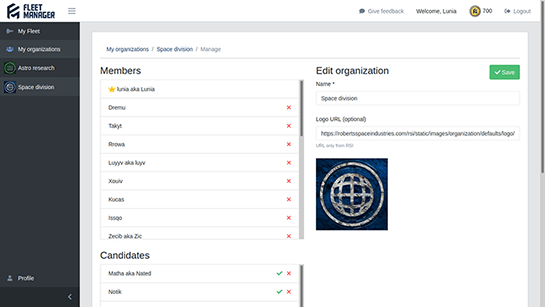 FLEET
MANAGER
Give feedback
Welcome, Lunia
700
Logout
My Fleet
My organizations
Astro research
Space division
Profile
My organizations / Space division / Manage
Members
lunia aka Lunia
Dremu
Takyt
Rrowa
Luyyv aka luyv
Xouiv
Kucas
Issqo
Zecib aka Zic
Candidates
Matha aka Nated
Notik
Edit organization
Save
Name *
Space division
Logo URL (optional)
https://robertsspaceindustries.com/rsi/static/images/organization/defaults/logo/
URL only from RSI